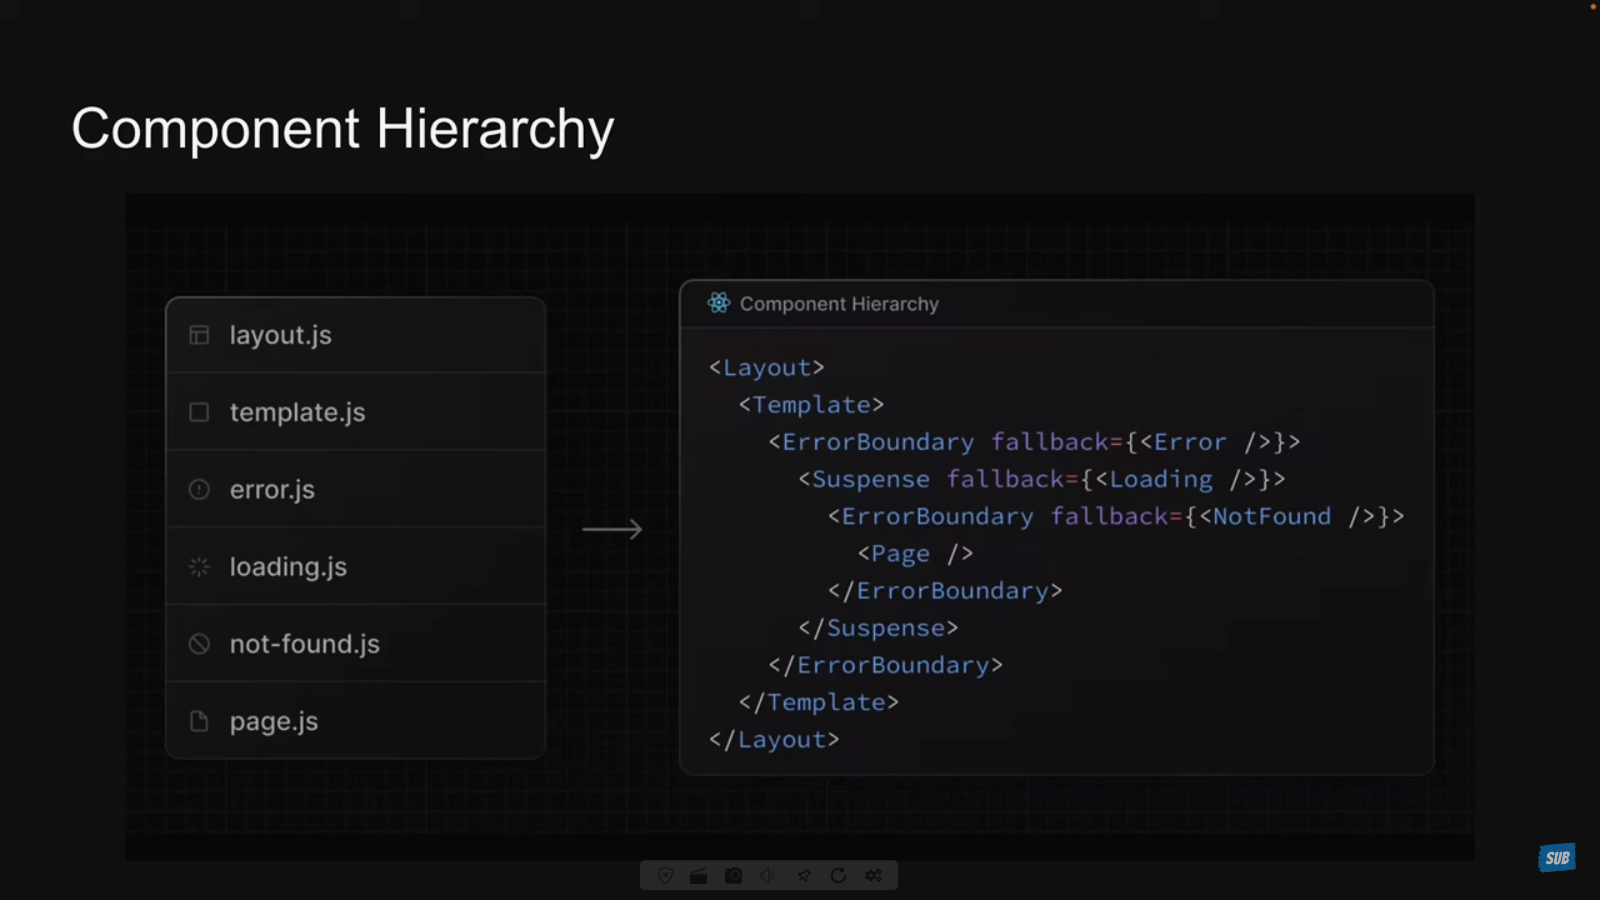 Component Hierarchy
layout.js
template.js
error.js
loading.js
not-found.js
page.js
Component Hierarchy
<Layout>
<Template>
<ErrorBoundary fallback={<Error />}>
<Suspense fallback={<Loading />}>
<ErrorBoundary fallback={<NotFound />}>
<Page />
</ErrorBoundary>
</Suspense>
</ErrorBoundary>
</Template>
</Layout>
SUB